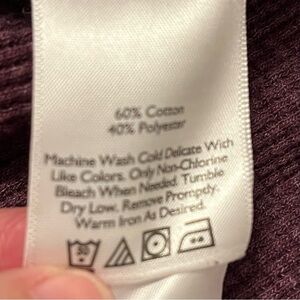 60% Cotton
40% Polyester
Machine Wash Cold Delicate With
Like Colors. Only Non-Chlorine
Bleach When Needed. Tumble
Dry Low. Remove Promptly.
Warm Iron As Desired.
30